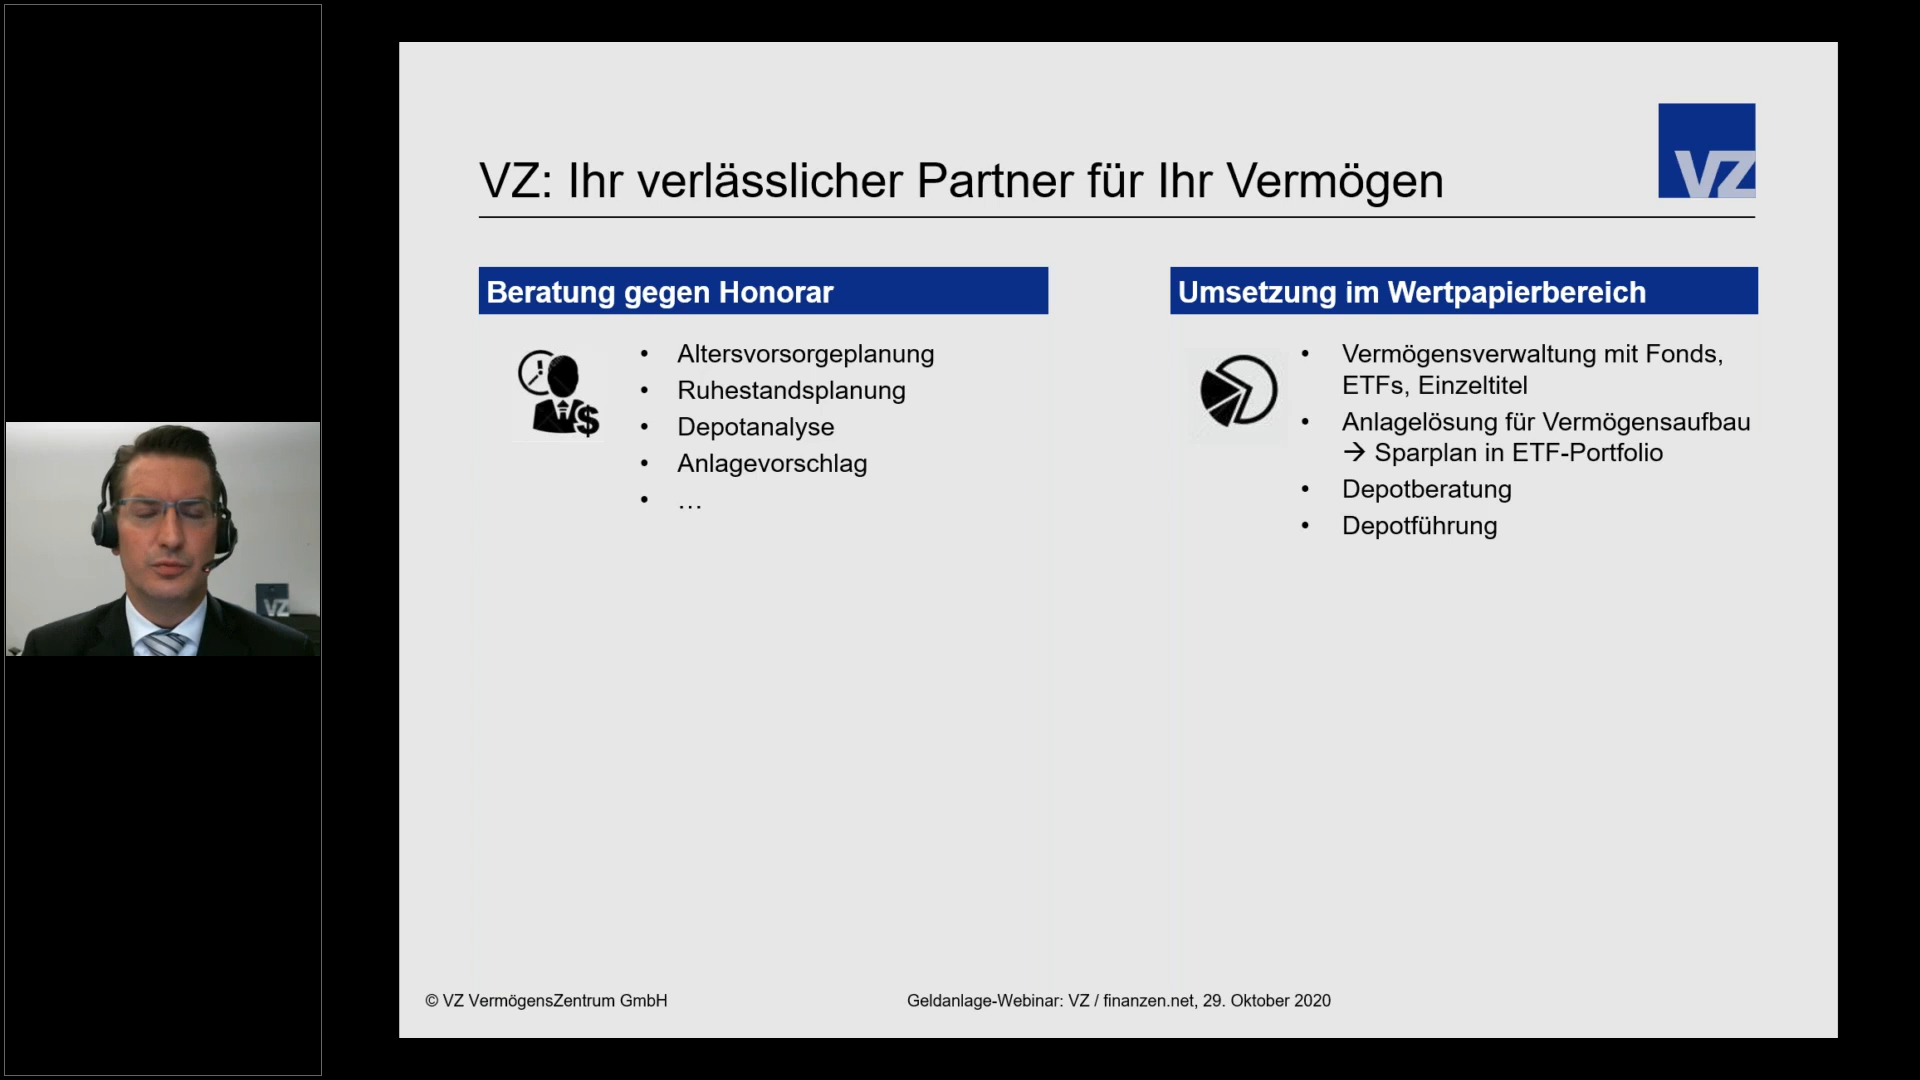 VZ: Ihr verlässlicher Partner für Ihr Vermögen
VZ
Beratung gegen Honorar
• Altersvorsorgeplanung
• Ruhestandsplanung
• Depotanalyse
• Anlagevorschlag
• …
Umsetzung im Wertpapierbereich
• Vermögensverwaltung mit Fonds,
ETFs, Einzeltitel
• Anlagelösung für Vermögensaufbau
→ Sparplan in ETF-Portfolio
• Depotberatung
• Depotführung
VZ
© VZ VermögensZentrum GmbH
Geldanlage-Webinar: VZ / finanzen.net, 29. Oktober 2020